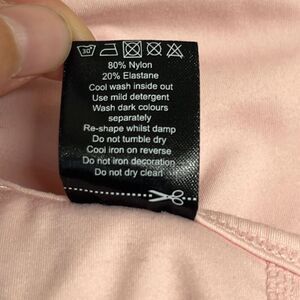 30°
80% Nylon
20% Elastane
Cool wash inside out
Use mild detergent
Wash dark colours
separately
Re-shape whilst damp
Do not tumble dry
Cool iron on reverse
Do not iron decoration
Do not dry clean